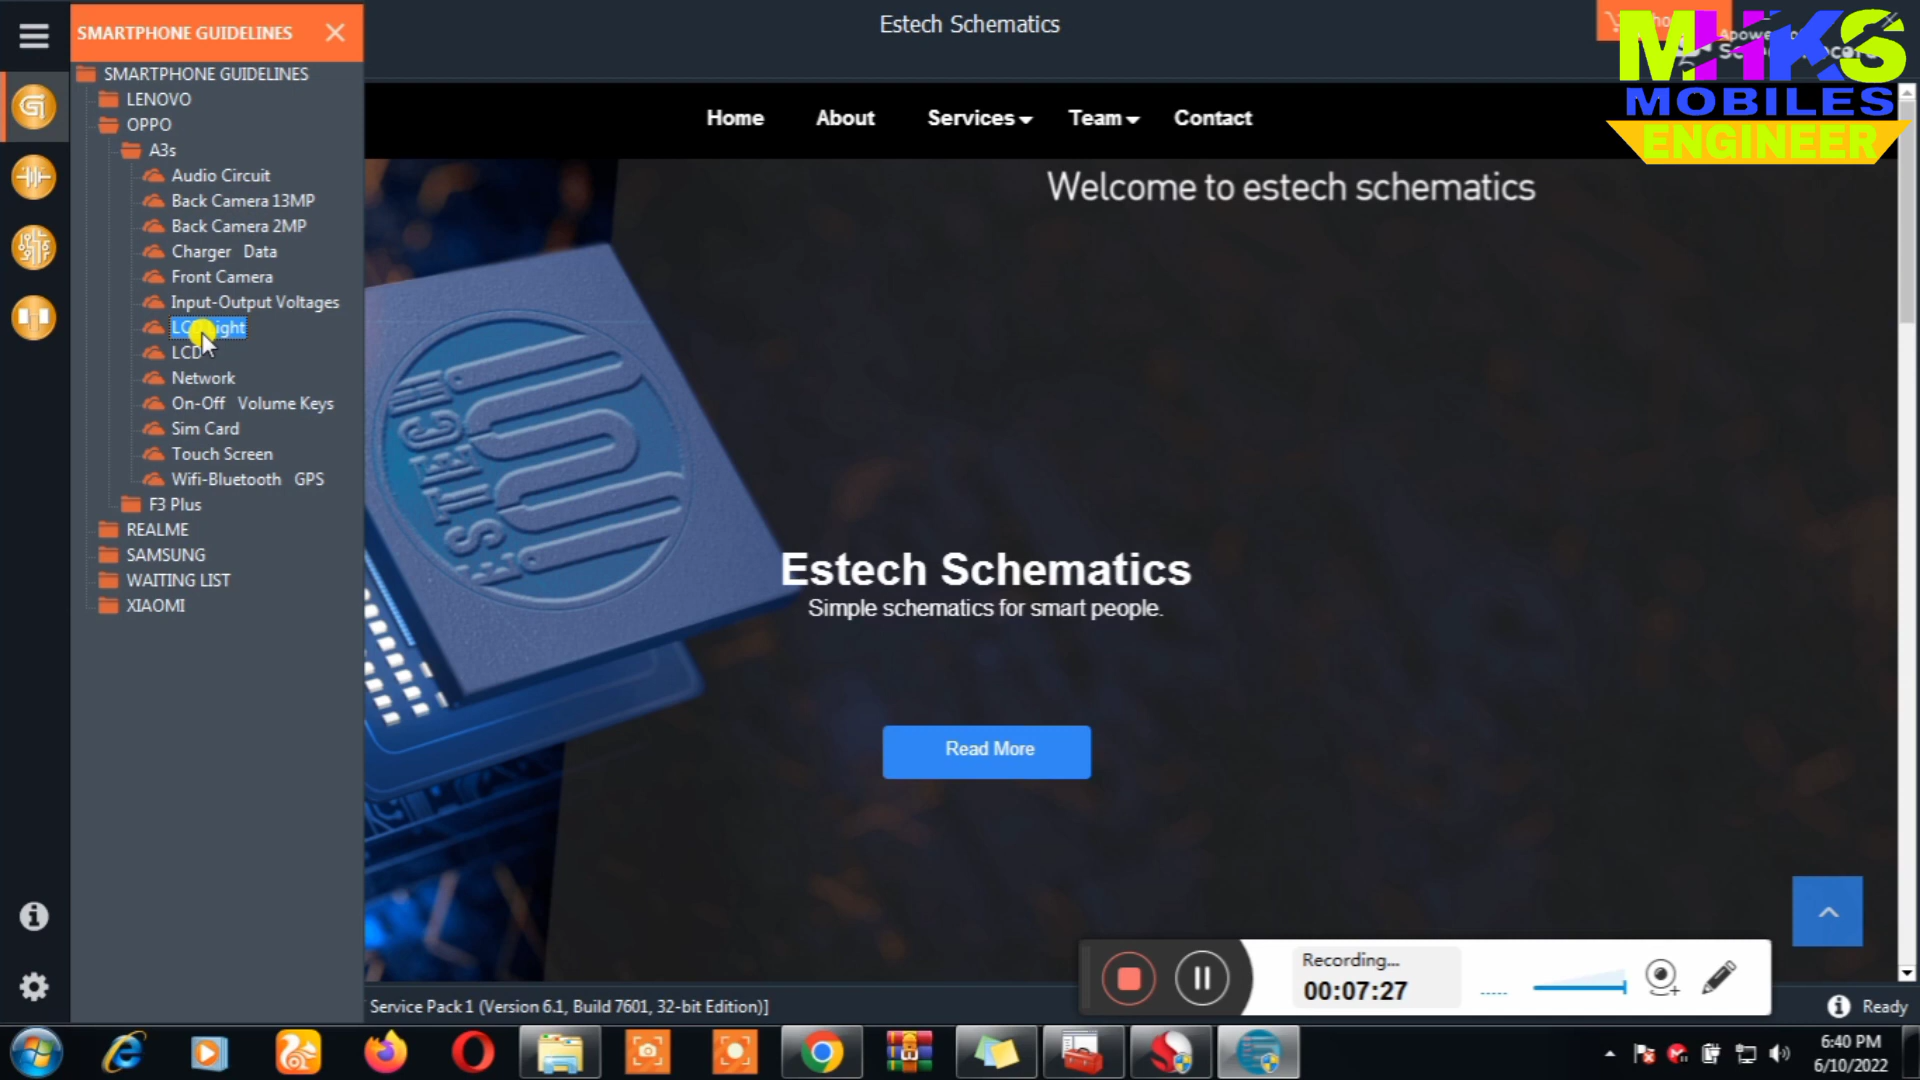 SMARTPHONE GUIDELINES
Estech Schematics
MHKS
MOBILES
ENGINEER
SMARTPHONE GUIDELINES
LENOVO
OPPO
A3s
Audio Circuit
Back Camera 13MP
Back Camera 2MP
Charger Data
Front Camera
Input-Output Voltages
LCD
Network
On-Off Volume Keys
Sim Card
Touch Screen
Wifi-Bluetooth GPS
F3 Plus
REALME
SAMSUNG
WAITING LIST
XIAOMI
Home About Services Team Contact
Welcome to estech schematics
ESTECH
Estech Schematics
Simple schematics for smart people.
Read More
Recording...
00:07:27
Service Pack 1 (Version 6.1, Build 7601, 32-bit Edition)]
Ready
6:40 PM
6/10/2022